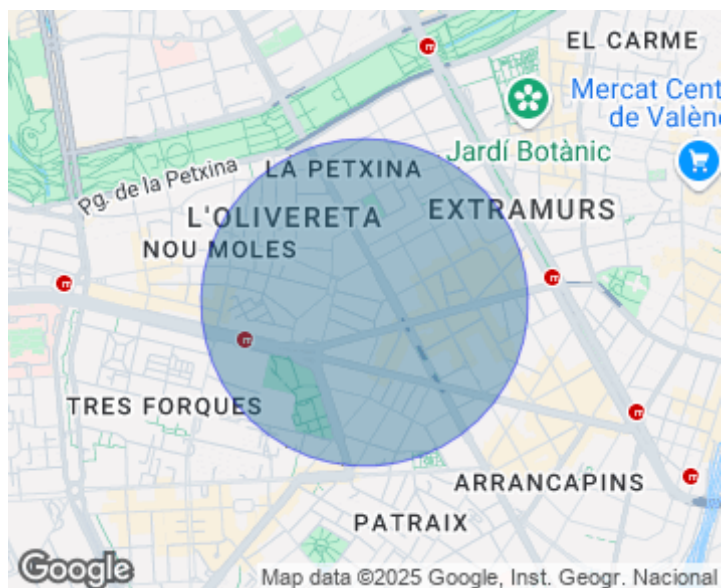 EL CARME
Mercat Cent
de Valèn
Jardí Botànic
LA PETXINA
Pg. de la Petxina
L'OLIVERETA
EXTRAMURS
NOU MOLES
TRES FORQUES
ARRANCAPINS
PATRAIX
Google
Map data ©2025 Google, Inst. Geogr. Nacional